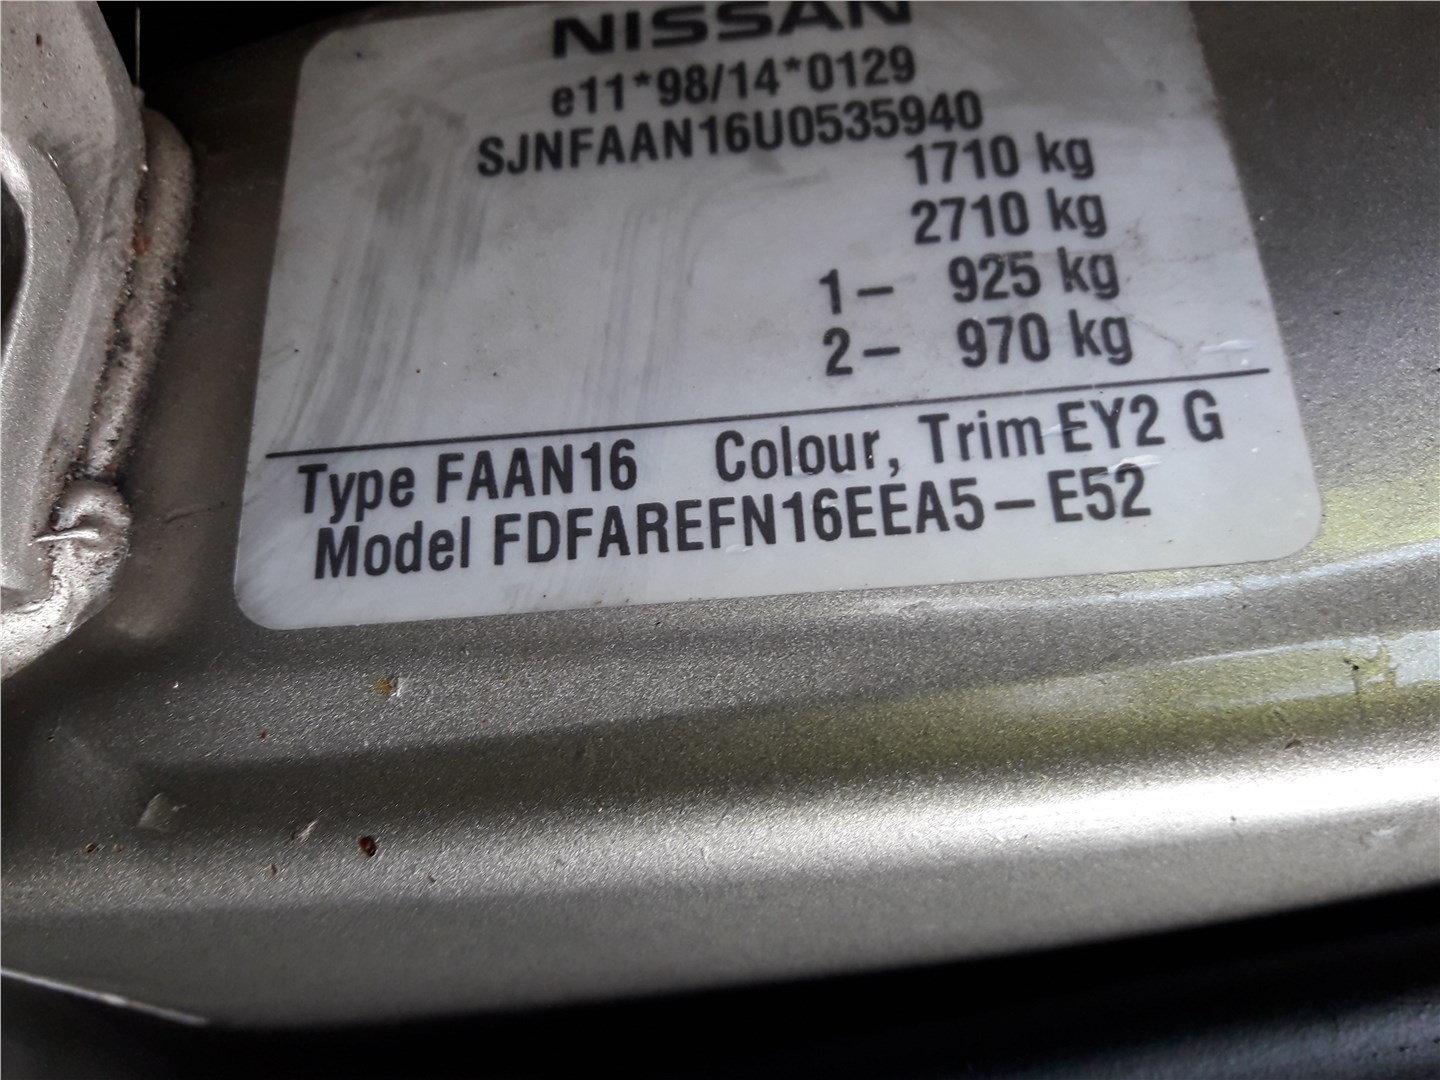 NISSAN
e11*98/14*0129
SJNFAAN16U0535940
1710 kg
2710 kg
1- 925 kg
2- 970 kg
Type FAAN16 Colour, Trim EY2 G
Model FDFAREFN16EEA5-E52